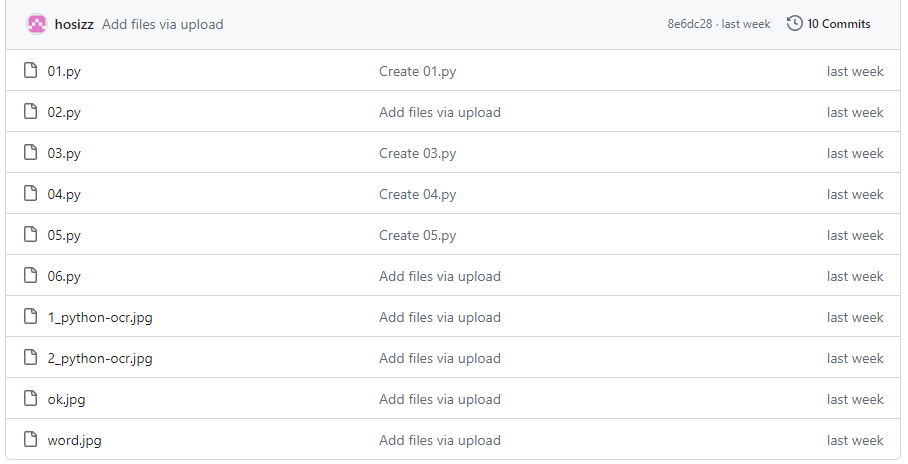 hosizz Add files via upload 8e6dc28 · last week 10 Commits
01.py Create 01.py last week
02.py Add files via upload last week
03.py Create 03.py last week
04.py Create 04.py last week
05.py Create 05.py last week
06.py Add files via upload last week
1_python-ocr.jpg Add files via upload last week
2_python-ocr.jpg Add files via upload last week
ok.jpg Add files via upload last week
word.jpg Add files via upload last week